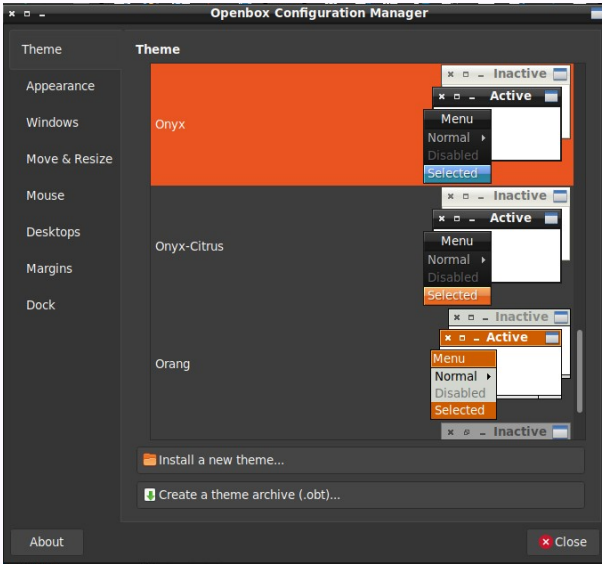 Openbox Configuration Manager
Theme
Appearance
Windows
Move & Resize
Mouse
Desktops
Margins
Dock
Theme
Onyx
Inactive
Active
Menu
Normal
Disabled
Selected
Onyx-Citrus
Inactive
Active
Menu
Normal
Disabled
Selected
Orang
Inactive
Active
Menu
Normal
Disabled
Selected
Inactive
Install a new theme...
Create a theme archive (.obt)...
About
Close